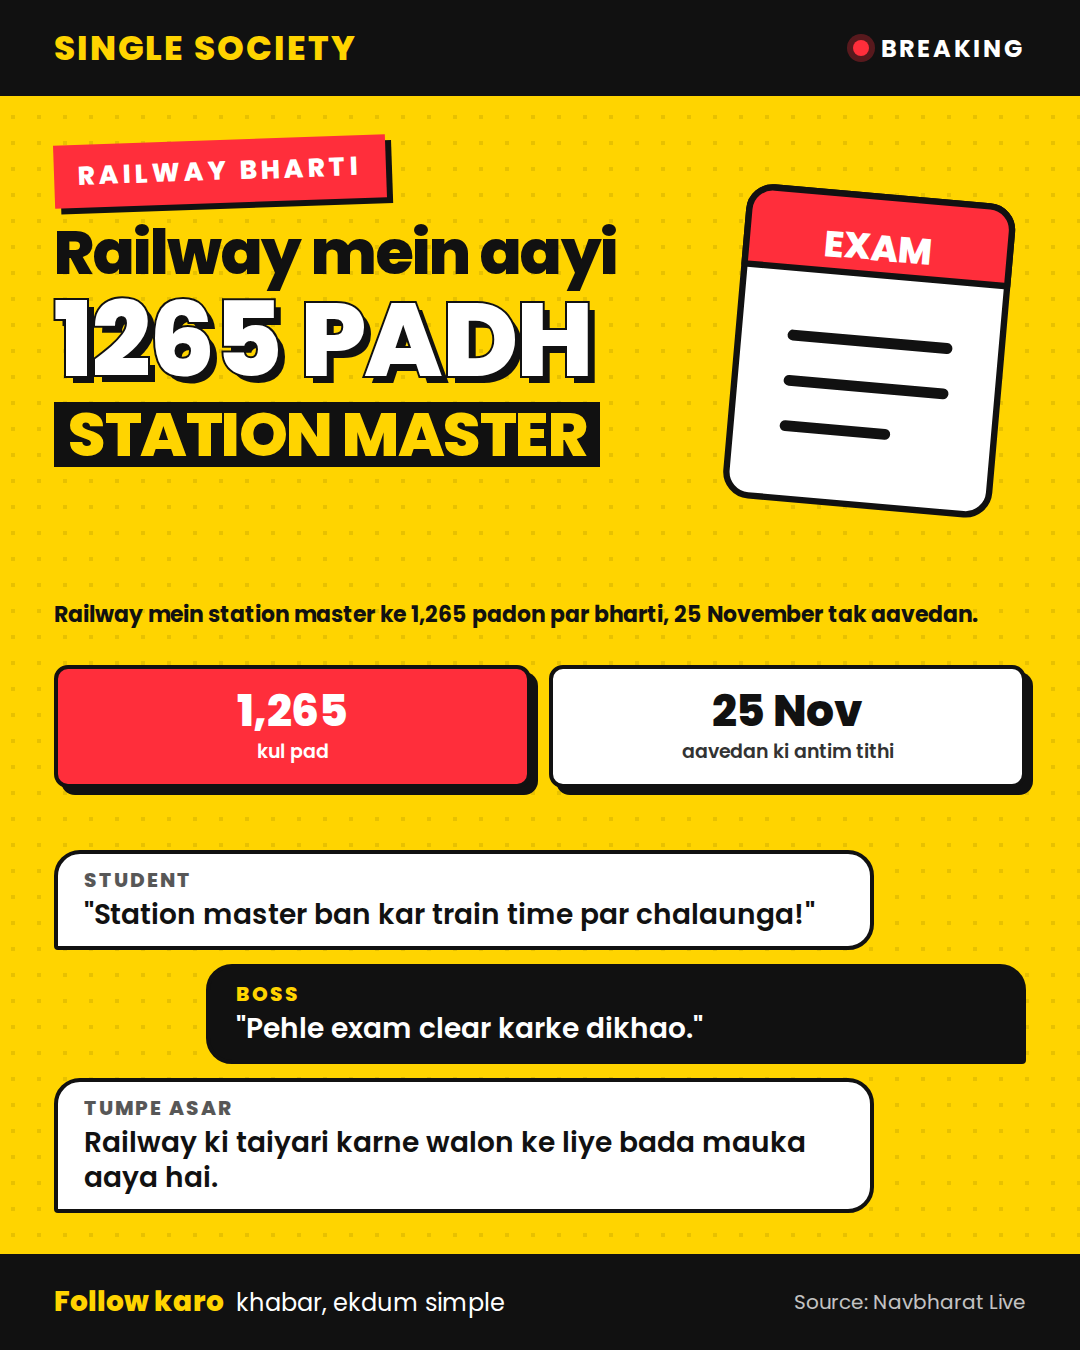 SINGLE SOCIETY
BREAKING
RAILWAY BHARTI
Railway mein aayi
1265 PADH
STATION MASTER
EXAM
Railway mein station master ke 1,265 padon par bharti, 25 November tak aavedan.
1,265
kul pad
25 Nov
aavedan ki antim tithi
STUDENT
"Station master ban kar train time par chalaunga!"
BOSS
"Pehle exam clear karke dikhao."
TUMPE ASAR
Railway ki taiyari karne walon ke liye bada mauka
aaya hai.
Follow karo khabar, ekdum simple
Source: Navbharat Live